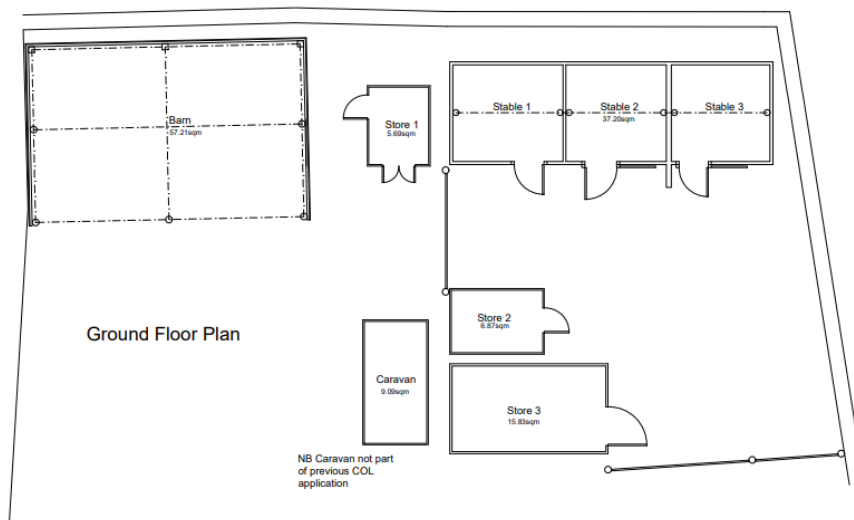 Barn
57.21sqm
Store 1
5.69sqm
Stable 1
Stable 2
37.20sqm
Stable 3
Ground Floor Plan
Store 2
6.87sqm
Caravan
9.09sqm
Store 3
15.83sqm
NB Caravan not part
of previous COL
application